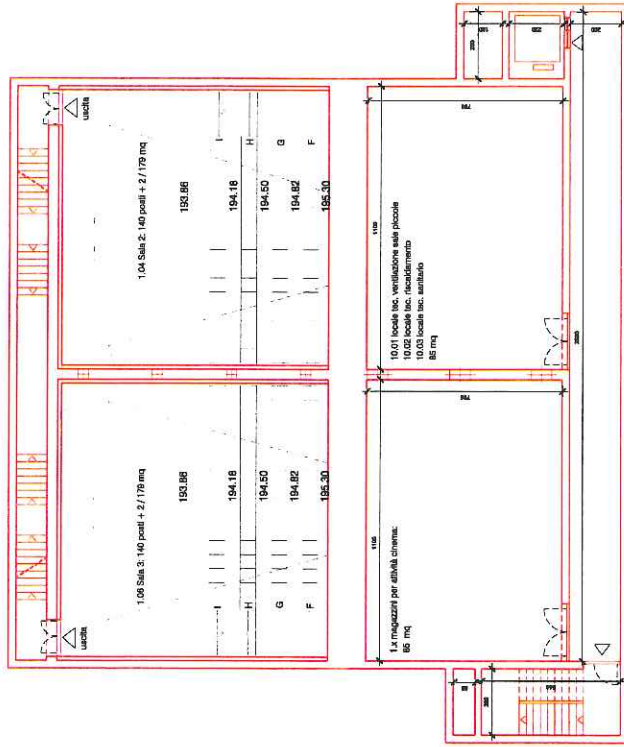 uscita
1.06 Sala 3: 140 posti + 2 / 179 mq
193.86
I
194.18
H
194.50
G
194.82
F
195.30
uscita
1.04 Sala 2: 140 posti + 2 / 179 mq
193.86
I
194.18
H
194.50
G
194.82
F
195.30
1100
1100
1.x magazzini per attività cinema:
10.01 locale tec. ventilazione sale piccole
10.02 locale tec. riscaldamento
10.03 locale tec. sanitario
85 mq